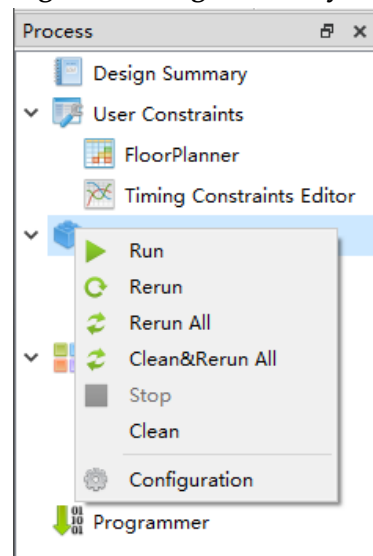 Process
Design Summary
User Constraints
FloorPlanner
Timing Constraints Editor
Run
Rerun
Rerun All
Clean&Rerun All
Stop
Clean
Configuration
Programmer